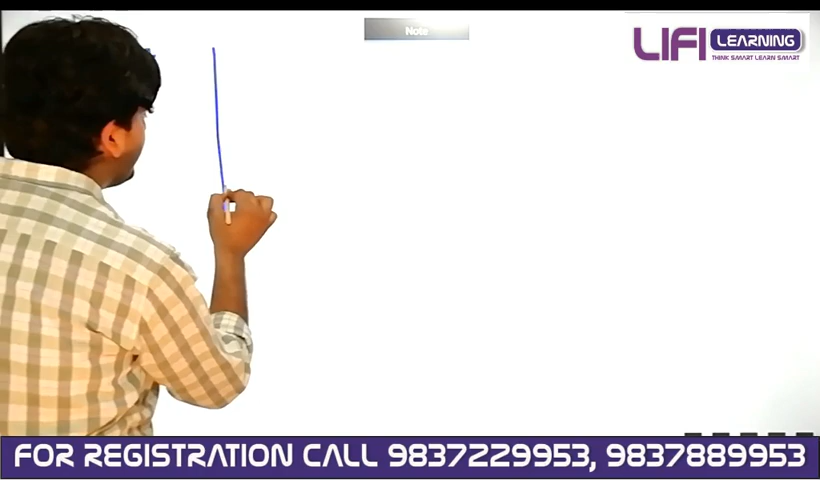 Note
LIFI LEARNING
THINK SMART LEARN SMART
FOR REGISTRATION CALL 9837229953, 9837889953